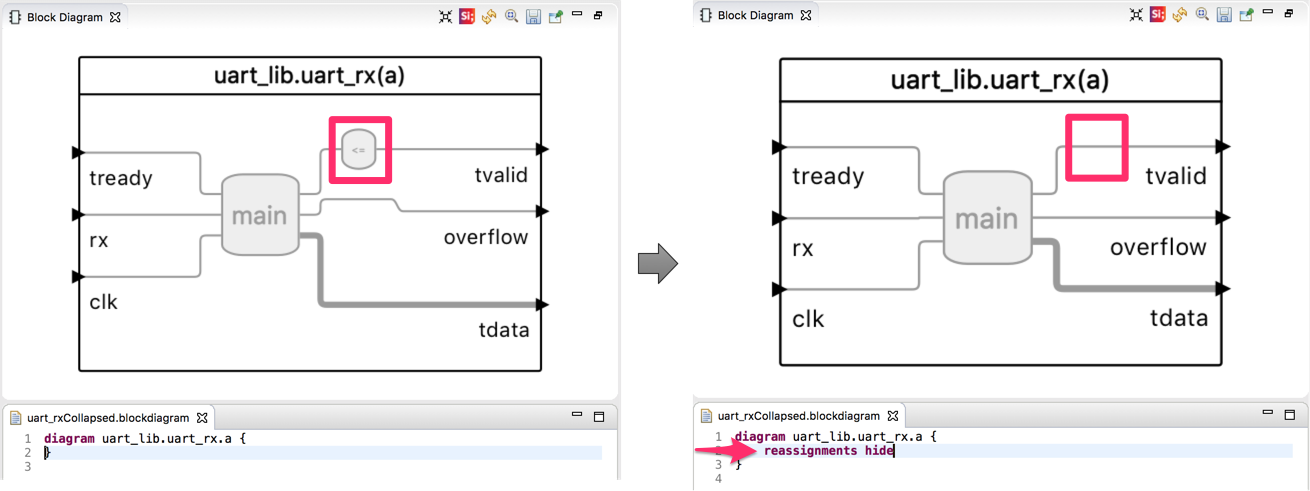 Block Diagram
Si;
uart_lib.uart_rx(a)
<=
tready
tvalid
main
rx
overflow
clk
tdata
uart_rxCollapsed.blockdiagram
1 diagram uart_lib.uart_rx.a {
2 }
3
Block Diagram
Si;
uart_lib.uart_rx(a)
tready
tvalid
main
rx
overflow
clk
tdata
uart_rxCollapsed.blockdiagram
1 diagram uart_lib.uart_rx.a {
2 reassignments hide
3 }
4